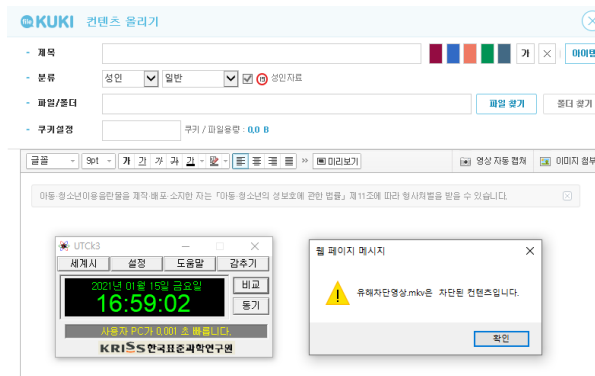 file KUKI 컨텐츠 올리기
- 제목 가 아이템
- 분류 성인 일반 19 성인자료
- 파일/폴더 파일 찾기 폴더 찾기
- 쿠키설정 쿠키 / 파일용량 : 0.0 B
글꼴 9pt 가 간 가 과 가 미리보기 영상 자동 캡쳐 이미지 첨부
아동·청소년이용음란물을 제작·배포·소지한 자는 「아동·청소년의 성보호에 관한 법률」 제11조에 따라 형사처벌을 받을 수 있습니다.
UTCk3
세계시 설정 도움말 감추기
2021년 01월 15일 금요일
16:59:02
비교
동기
사용자 PC가 0.001 초 빠릅니다.
KRISS 한국표준과학연구원
웹 페이지 메시지
유해차단영상.mkv은 차단된 컨텐츠입니다.
확인